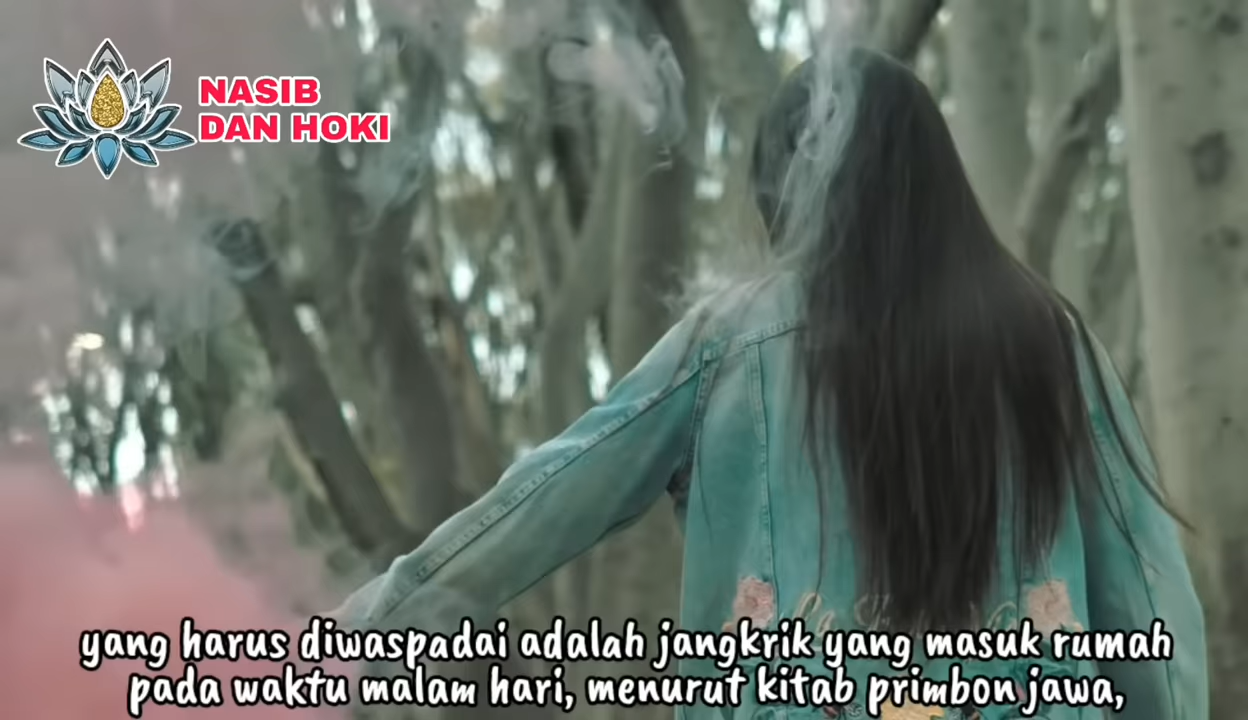 NASIB
DAN HOKI
yang harus diwaspadai adalah jangkrik yang masuk rumah
pada waktu malam hari, menurut kitab primbon jawa,